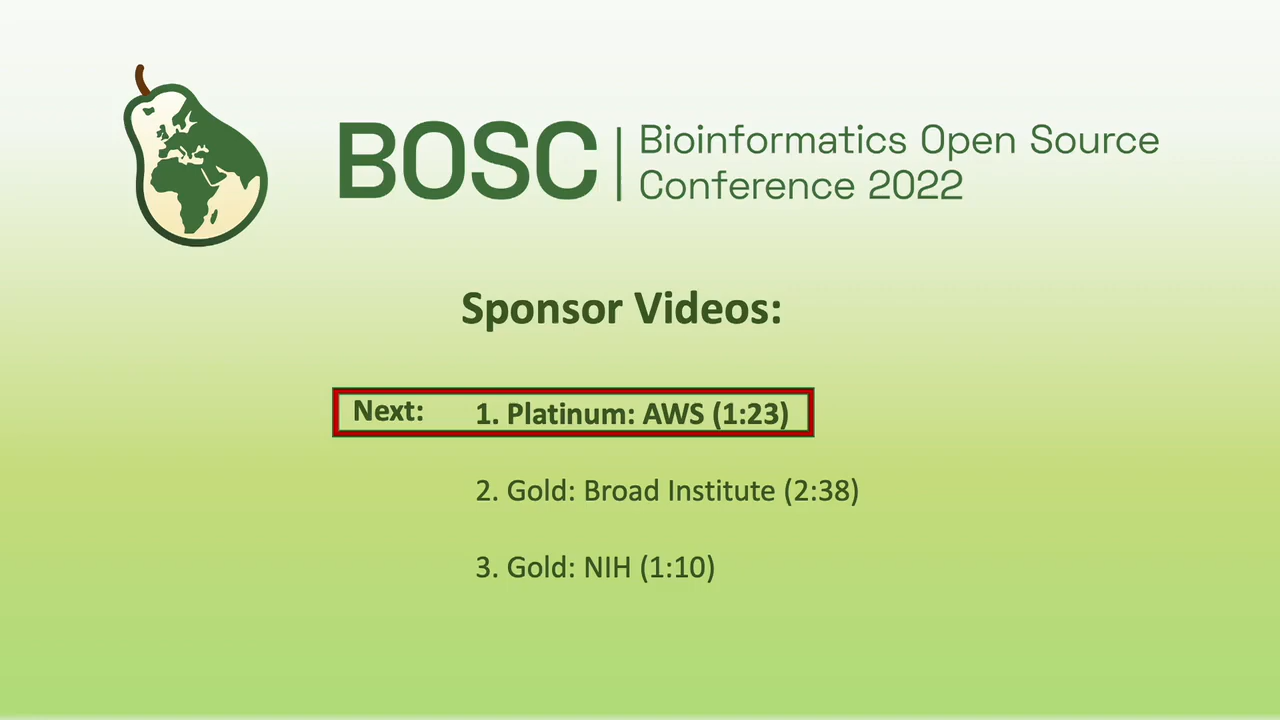 BOSC
Bioinformatics Open Source
Conference 2022
Sponsor Videos:
Next: 1. Platinum: AWS (1:23)
2. Gold: Broad Institute (2:38)
3. Gold: NIH (1:10)